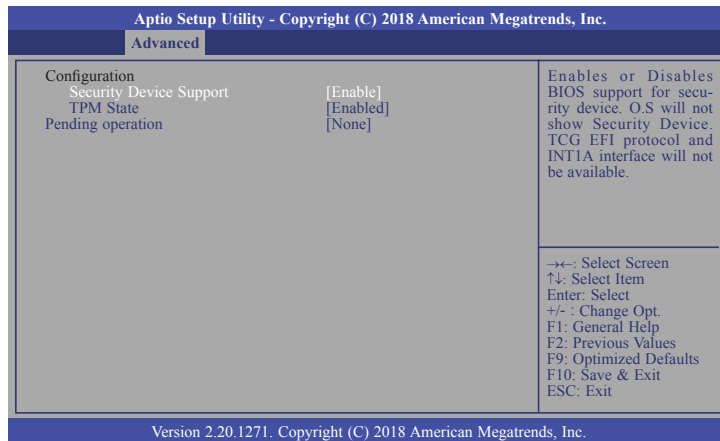 Aptio Setup Utility - Copyright (C) 2018 American Megatrends, Inc.
Advanced
Configuration
Security Device Support [Enable]
TPM State [Enabled]
Pending operation [None]
Enables or Disables
BIOS support for secu-
rity device. O.S will not
show Security Device.
TCG EFI protocol and
INT1A interface will not
be available.
→←: Select Screen
↑↓: Select Item
Enter: Select
+/- : Change Opt.
F1: General Help
F2: Previous Values
F9: Optimized Defaults
F10: Save & Exit
ESC: Exit
Version 2.20.1271. Copyright (C) 2018 American Megatrends, Inc.